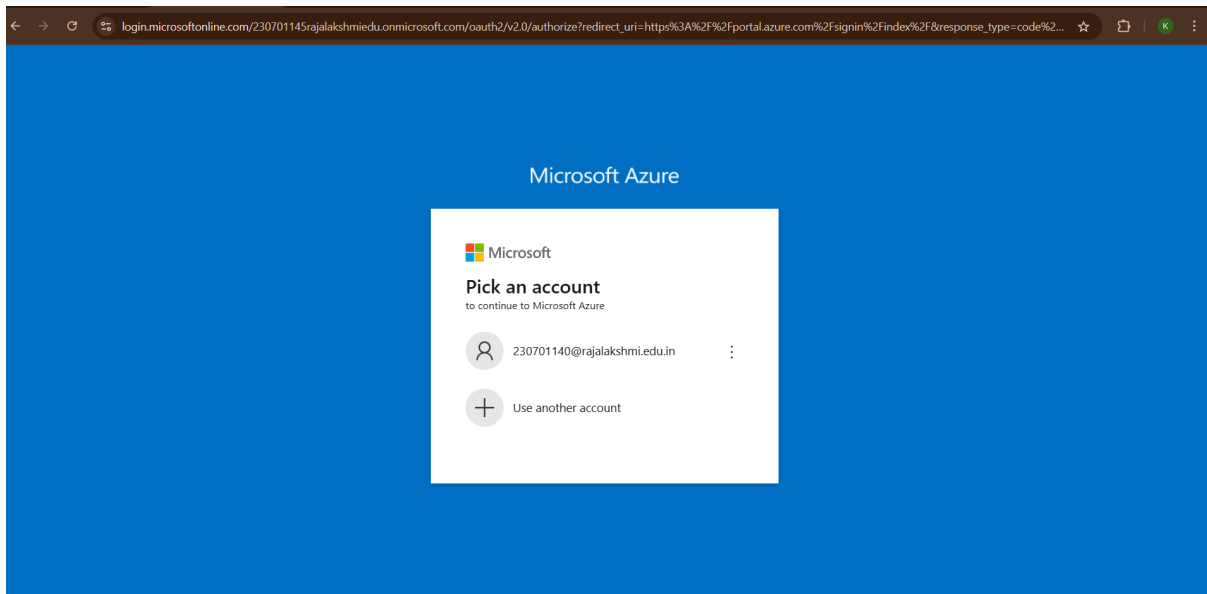 login.microsoftonline.com/230701145rajalakshmiedu.onmicrosoft.com/oauth2/v2.0/authorize?redirect_uri=https%3A%2F%2Fportal.azure.com%2Fsignin%2Findex%2F&response_type=code%2...
K
Microsoft Azure
Microsoft
Pick an account
to continue to Microsoft Azure
230701140@rajalakshmi.edu.in
Use another account